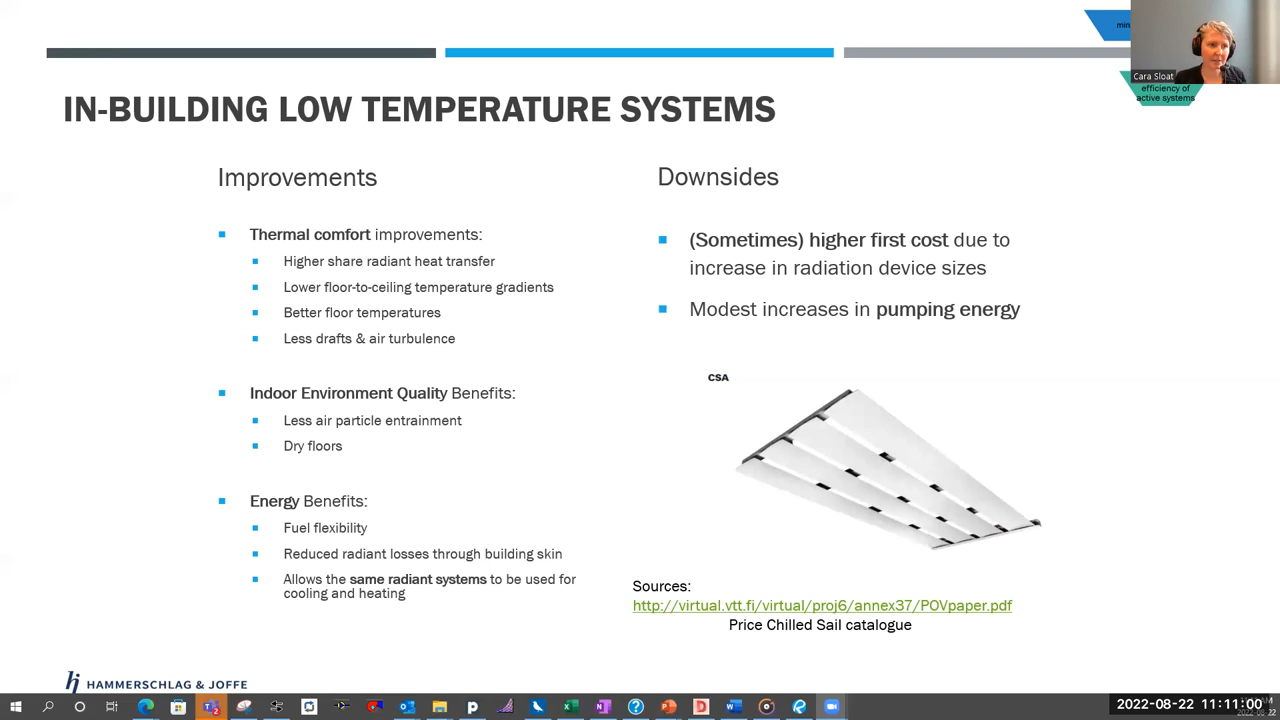 min
Cara Sloat
efficiency of
active systems
IN-BUILDING LOW TEMPERATURE SYSTEMS
Improvements
Thermal comfort improvements:
Higher share radiant heat transfer
Lower floor-to-ceiling temperature gradients
Better floor temperatures
Less drafts & air turbulence
Indoor Environment Quality Benefits:
Less air particle entrainment
Dry floors
Energy Benefits:
Fuel flexibility
Reduced radiant losses through building skin
Allows the same radiant systems to be used for
cooling and heating
Downsides
(Sometimes) higher first cost due to
increase in radiation device sizes
Modest increases in pumping energy
CSA
Sources:
http://virtual.vtt.fi/virtual/proj6/annex37/POVpaper.pdf
Price Chilled Sail catalogue
hj HAMMERSCHLAG & JOFFE
2022-08-22 11:11:00